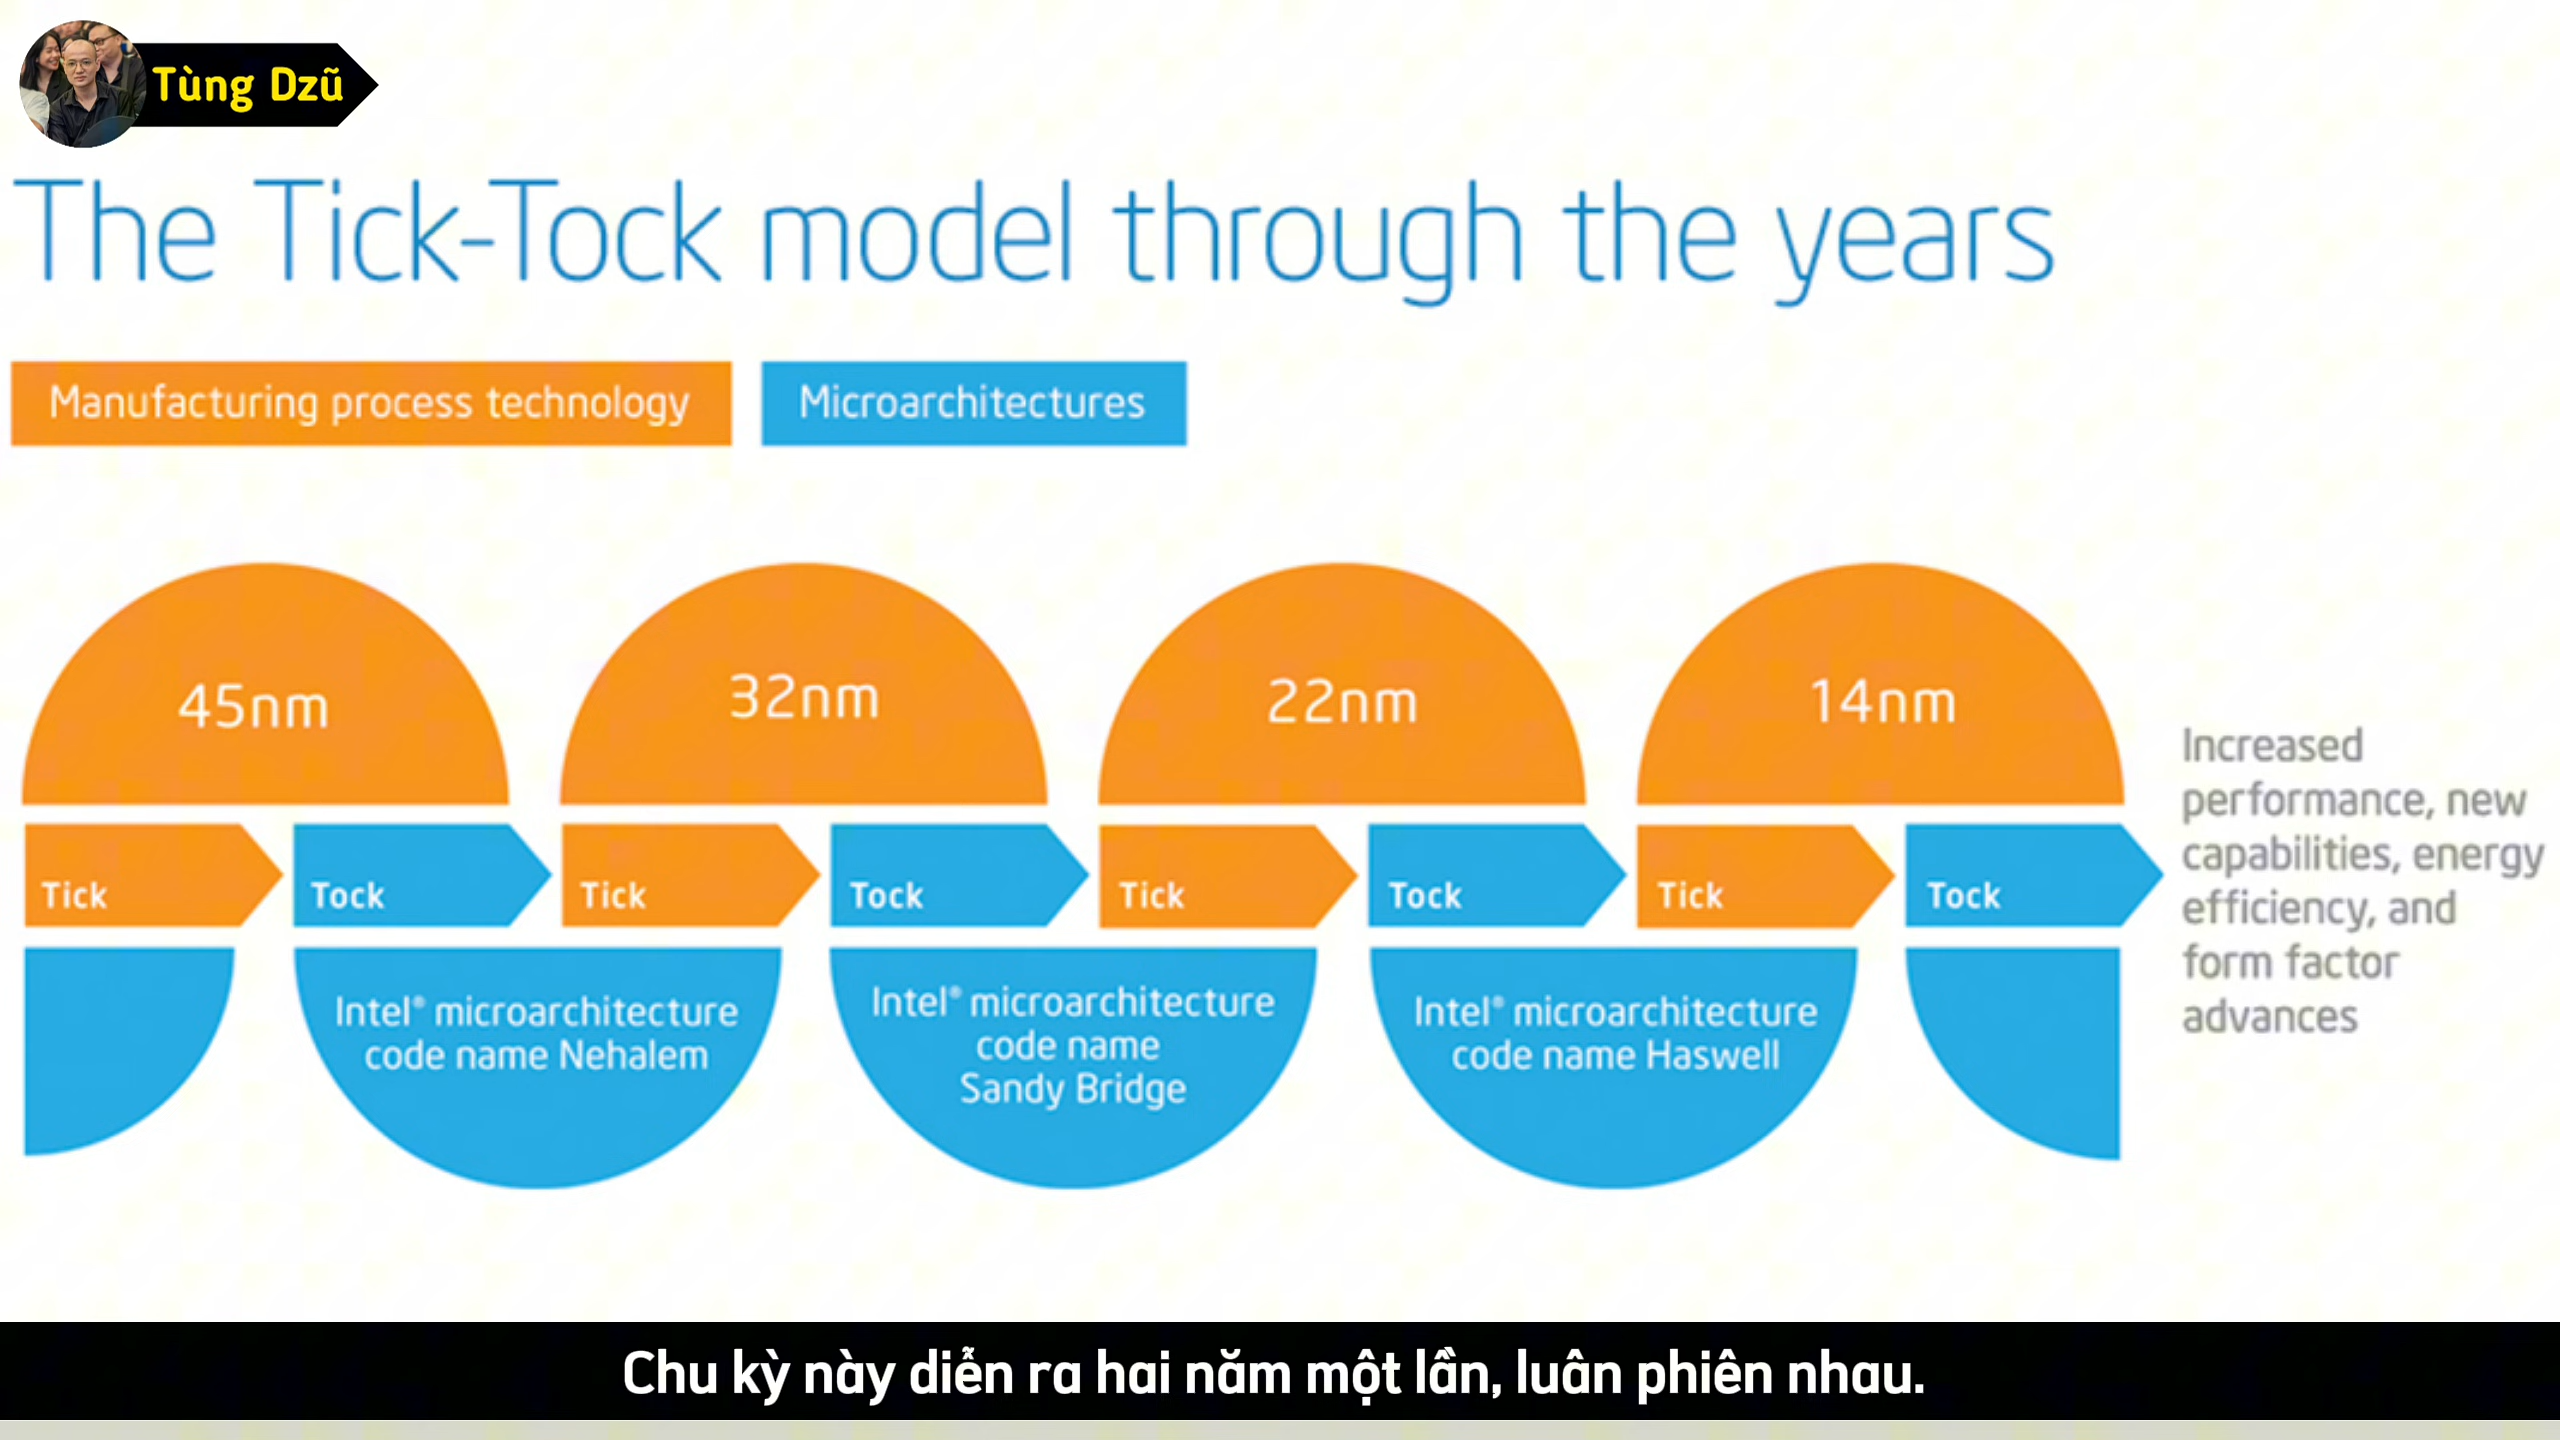 Tùng Dzũ
The Tick-Tock model through the years
Manufacturing process technology
Microarchitectures
45nm
32nm
22nm
14nm
Tick
Tock
Tick
Tock
Tick
Tock
Tick
Tock
Intel® microarchitecture
code name Nehalem
Intel® microarchitecture
code name
Sandy Bridge
Intel® microarchitecture
code name Haswell
Increased
performance, new
capabilities, energy
efficiency, and
form factor
advances
Chu kỳ này diễn ra hai năm một lần, luân phiên nhau.